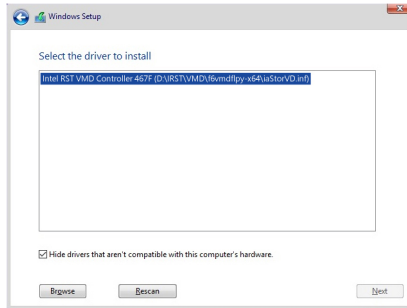 Windows Setup
Select the driver to install
Intel RST VMD Controller 467F (D:\IRST\VMD\f6vmdflpy-x64\iaStorVD.inf)
Hide drivers that aren't compatible with this computer's hardware.
Browse Rescan Next